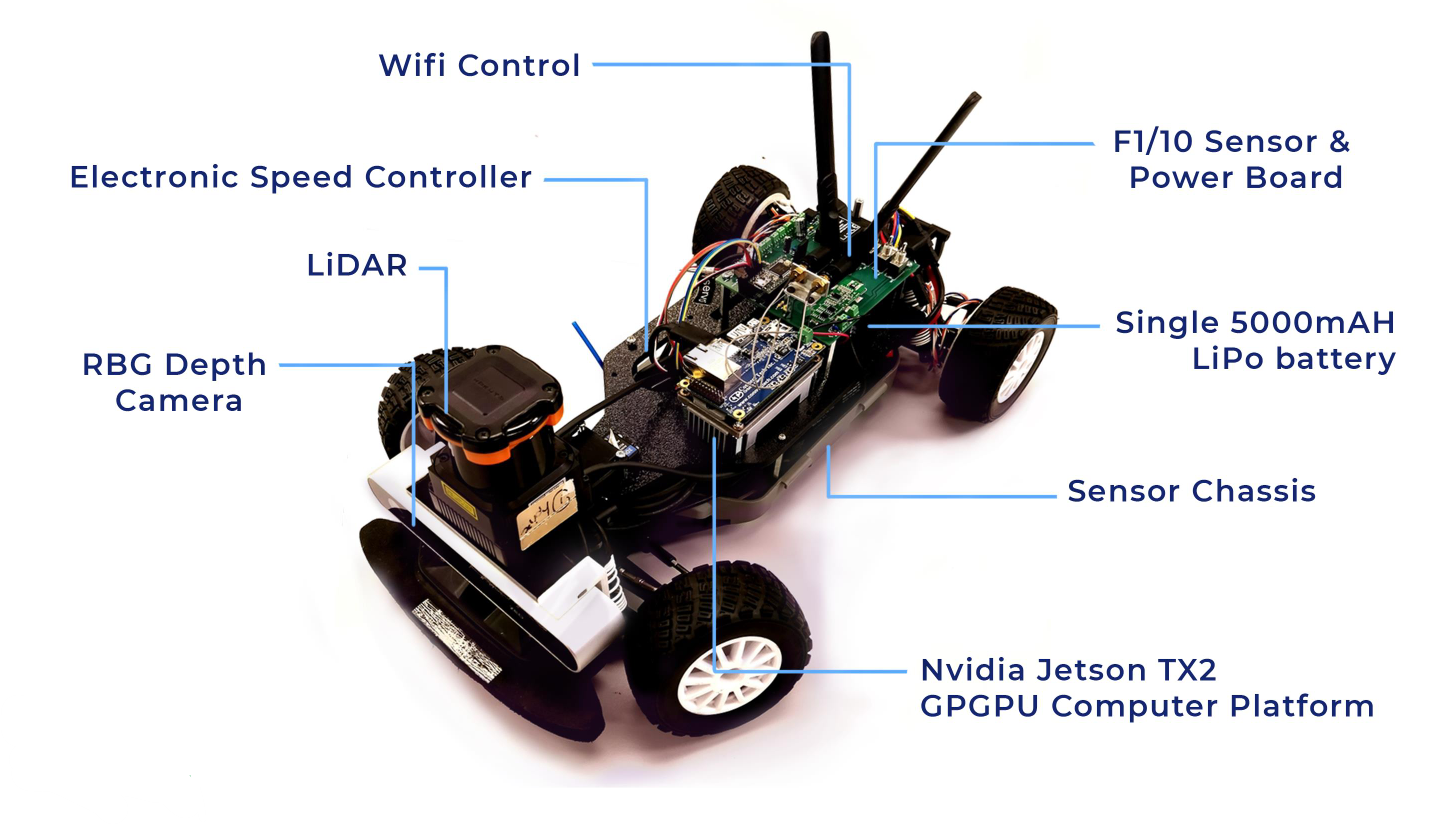 Wifi Control
F1/10 Sensor &
Power Board
Electronic Speed Controller
LiDAR
Single 5000mAH
LiPo battery
RBG Depth
Camera
Sensor Chassis
Nvidia Jetson TX2
GPGPU Computer Platform